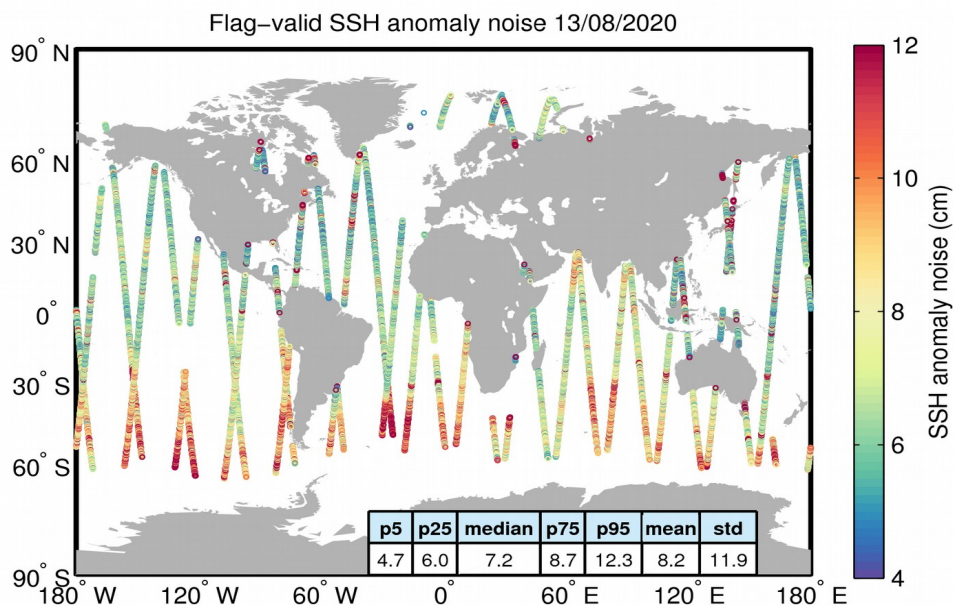 Flag−valid SSH anomaly noise 13/08/2020
90° N
60° N
30° N
0°
30° S
60° S
90° S
180° W 120° W 60° W 0° 60° E 120° E 180° E
p5 p25 median p75 p95 mean std
4.7 6.0 7.2 8.7 12.3 8.2 11.9
12
10
8
6
4
SSH anomaly noise (cm)